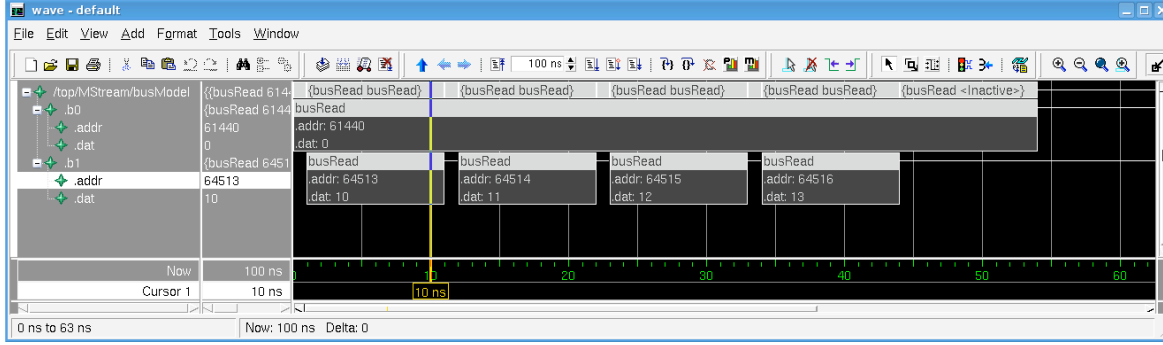 wave - default
File Edit View Add Format Tools Window
100 ns
/top/MStream/busModel {{busRead 614 {busRead busRead} {busRead busRead} {busRead busRead} {busRead busRead} {busRead <Inactive>}
.b0 {busRead 6144 busRead
.addr 61440 .addr: 61440
.dat 0 .dat: 0
.b1 {busRead 6451 busRead busRead busRead busRead
.addr 64513 .addr: 64513 .addr: 64514 .addr: 64515 .addr: 64516
.dat 10 .dat: 10 .dat: 11 .dat: 12 .dat: 13
Now 100 ns 10 20 30 40 50 60
Cursor 1 10 ns 10 ns
0 ns to 63 ns Now: 100 ns Delta: 0